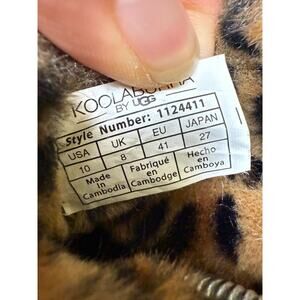 KOOLABURRA
BY UGG
Style Number: 1124411
USA UK EU JAPAN
10 8 41 27
Made in Cambodia
Fabriqué en Cambodge
Hecho en Camboya